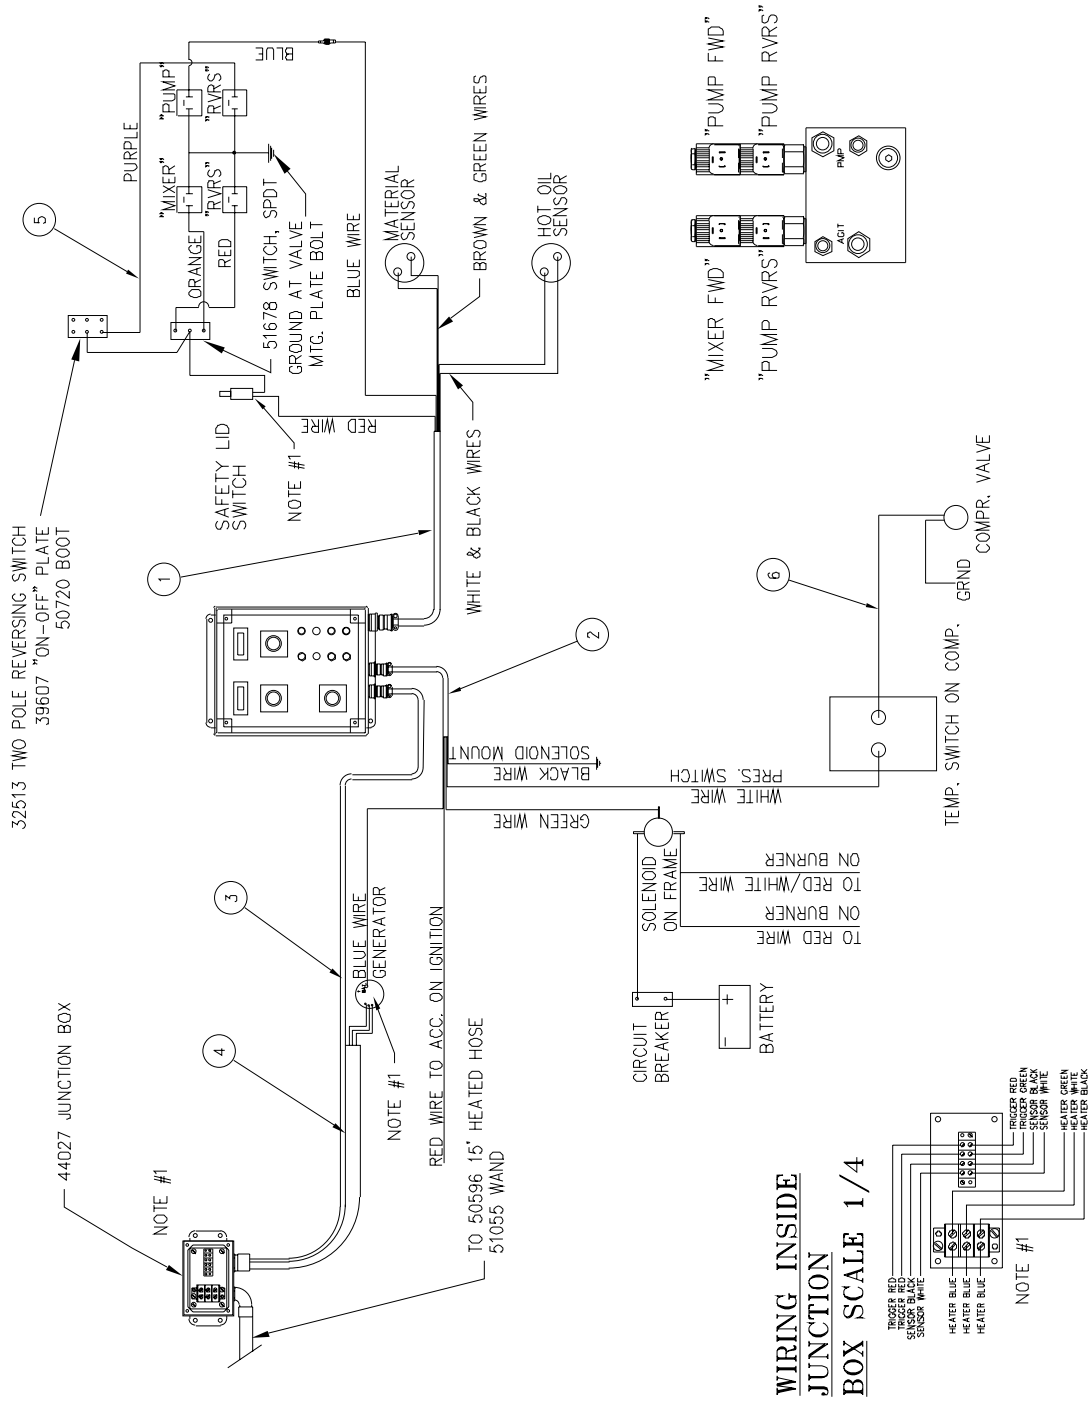 32513 TWO POLE REVERSING SWITCH
39607 "ON-OFF" PLATE
50720 BOOT
5
PURPLE
BLUE
"MIXER"
"PUMP"
"RVRS"
"RVRS"
ORANGE
RED
51678 SWITCH, SPDT
GROUND AT VALVE
MTG. PLATE BOLT
SAFETY LID
SWITCH
NOTE #1
RED WIRE
BLUE WIRE
MATERIAL
SENSOR
BROWN & GREEN WIRES
HOT OIL
SENSOR
WHITE & BLACK WIRES
1
2
"MIXER FWD"
"PUMP RVRS"
"PUMP FWD"
"PUMP RVRS"
AGIT
PMP
6
GRND
COMPR. VALVE
TEMP. SWITCH ON COMP.
BLACK WIRE
SOLENOID MOUNT
WHITE WIRE
PRES. SWITCH
GREEN WIRE
SOLENOID
ON FRAME
TO RED/WHITE WIRE
ON BURNER
TO RED WIRE
ON BURNER
CIRCUIT
BREAKER
+
-
BATTERY
3
4
BLUE WIRE
GENERATOR
NOTE #1
RED WIRE TO ACC. ON IGNITION
44027 JUNCTION BOX
NOTE #1
TO 50596 15' HEATED HOSE
51055 WAND
WIRING INSIDE
JUNCTION
BOX SCALE 1/4
TRIGGER RED
TRIGGER RED
SENSOR BLACK
SENSOR WHITE
HEATER BLUE
HEATER BLUE
HEATER BLUE
TRIGGER RED
TRIGGER GREEN
SENSOR BLACK
SENSOR WHITE
HEATER GREEN
HEATER WHITE
HEATER BLACK
NOTE #1